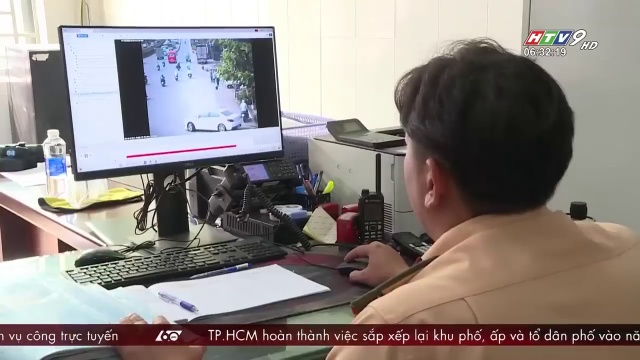 HTV9 HD
06:32:19
vụ công trực tuyến 60 TP.HCM hoàn thành việc sắp xếp lại khu phố, ấp và tổ dân phố vào